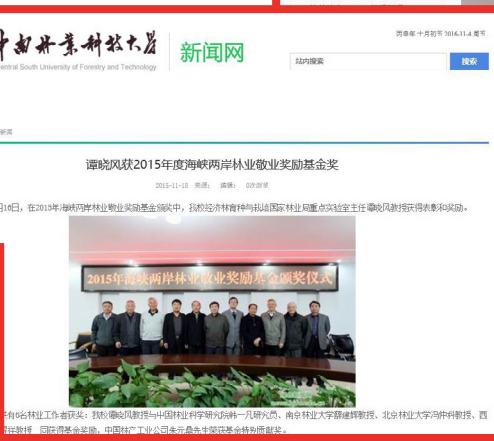 中南林业科技大学
Central South University of Forestry and Technology
新闻网
丙申年 十月初五 2016-11-4 周五
站内搜索
搜索
新闻
谭晓风获2015年度海峡两岸林业敬业奖励基金奖
2015-11-18 来源： 编辑： 0次浏览
月16日，在2015年海峡两岸林业敬业奖励基金颁奖中，我校经济林育种与栽培国家林业局重点实验室主任谭晓风教授获得表彰和奖励。
2015年海峡两岸林业敬业奖励基金颁奖仪式
共有6名林业工作者获奖：我校谭晓风教授与中国林业科学研究院韩一凡研究员、南京林业大学薛建辉教授、北京林业大学冯仲科教授、西
教授 同获得基金奖励，中国林产工业公司朱元鼎先生荣获基金特别贡献奖。